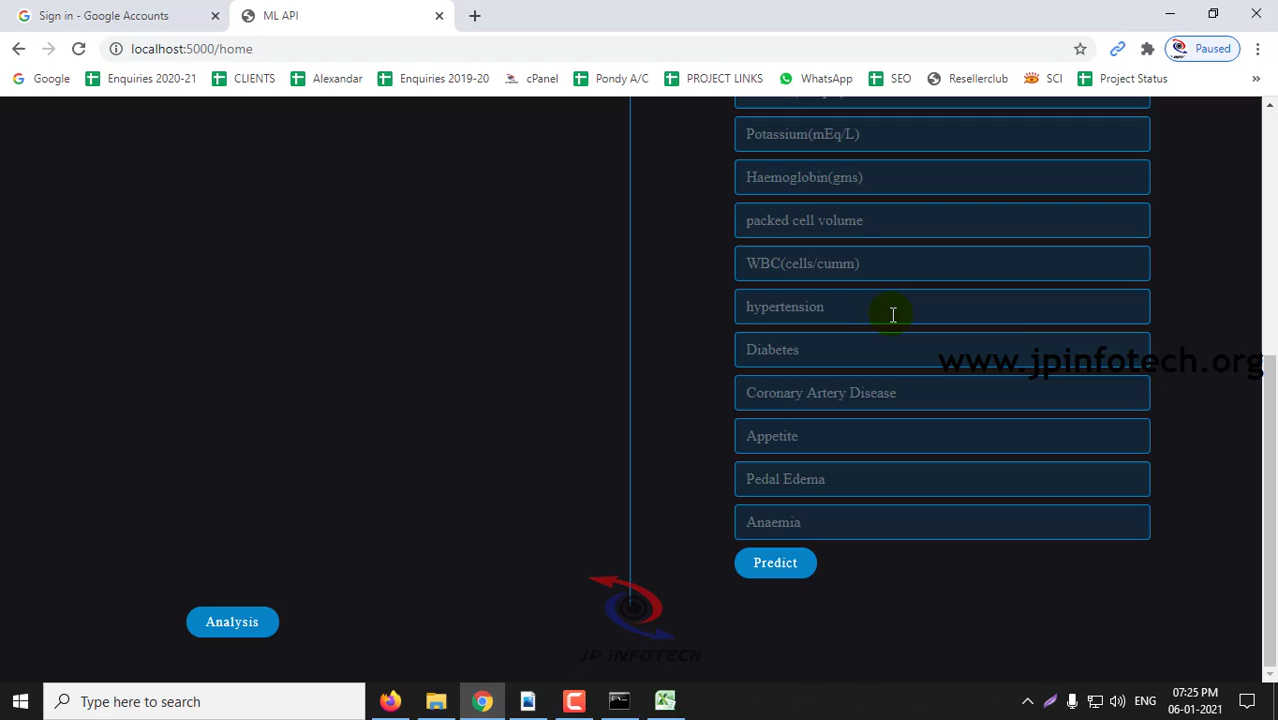 Sign in - Google Accounts
ML API
localhost:5000/home
Paused
Google
Enquiries 2020-21
CLIENTS
Alexandar
Enquiries 2019-20
cPanel
Pondy A/C
PROJECT LINKS
WhatsApp
SEO
Resellerclub
SCI
Project Status
Potassium(mEq/L)
Haemoglobin(gms)
packed cell volume
WBC(cells/cumm)
hypertension
Diabetes
www.jpinfotech.org
Coronary Artery Disease
Appetite
Pedal Edema
Anaemia
Predict
Analysis
JP INFOTECH
Type here to search
ENG
07:25 PM
06-01-2021